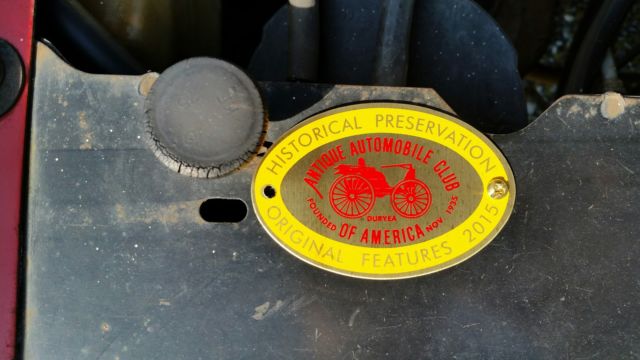 HISTORICAL PRESERVATION
ANTIQUE AUTOMOBILE CLUB
DURYEA
FOUNDED NOV. 1935
OF AMERICA
ORIGINAL FEATURES 2015